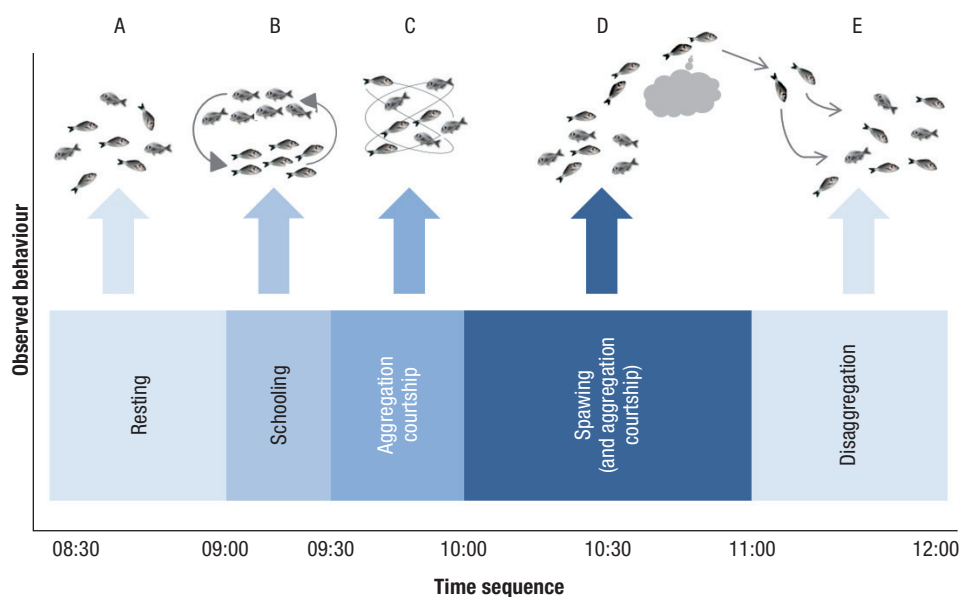 A B C D E
Observed behaviour
Resting
Schooling
Aggregation
courtship
Spawing
(and aggregation
courtship)
Disaggregation
08:30 09:00 09:30 10:00 10:30 11:00 12:00
Time sequence